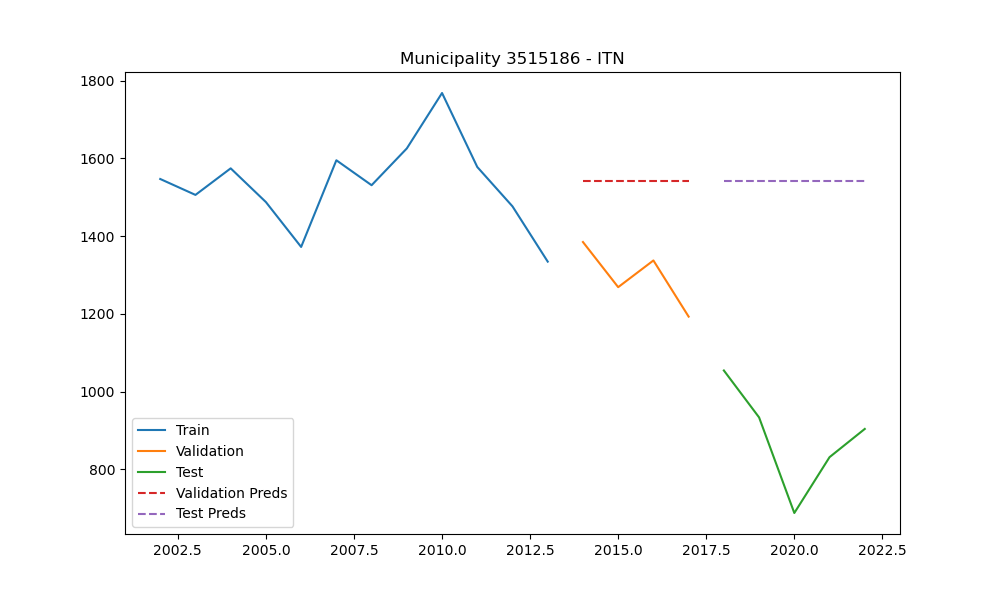 Municipality 3515186 - ITN
1800
1600
1400
1200
1000
800
Train
Validation
Test
Validation Preds
Test Preds
2002.5 2005.0 2007.5 2010.0 2012.5 2015.0 2017.5 2020.0 2022.5